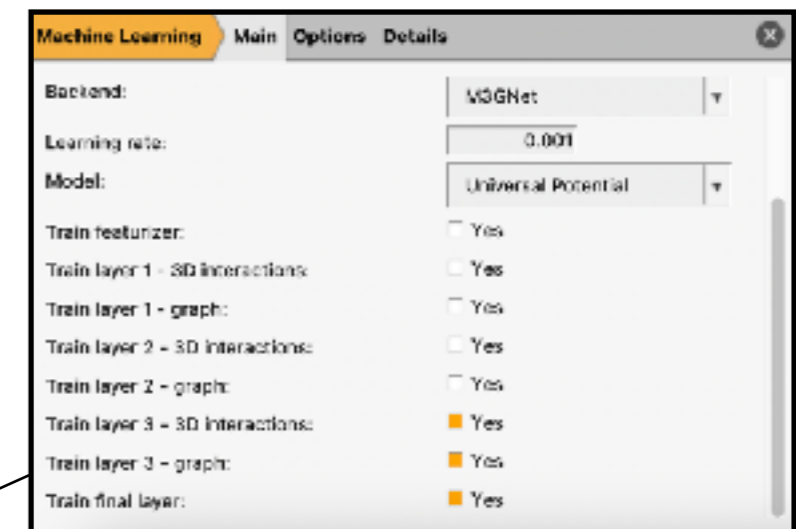 Machine Learning Main Options Details
Backend: M3GNet
Learning rate: 0.001
Model: Universal Potential
Train featurizer: Yes
Train layer 1 - 3D interactions: Yes
Train layer 1 - graph: Yes
Train layer 2 - 3D interactions: Yes
Train layer 2 - graph: Yes
Train layer 3 - 3D interactions: Yes
Train layer 3 - graph: Yes
Train final layer: Yes